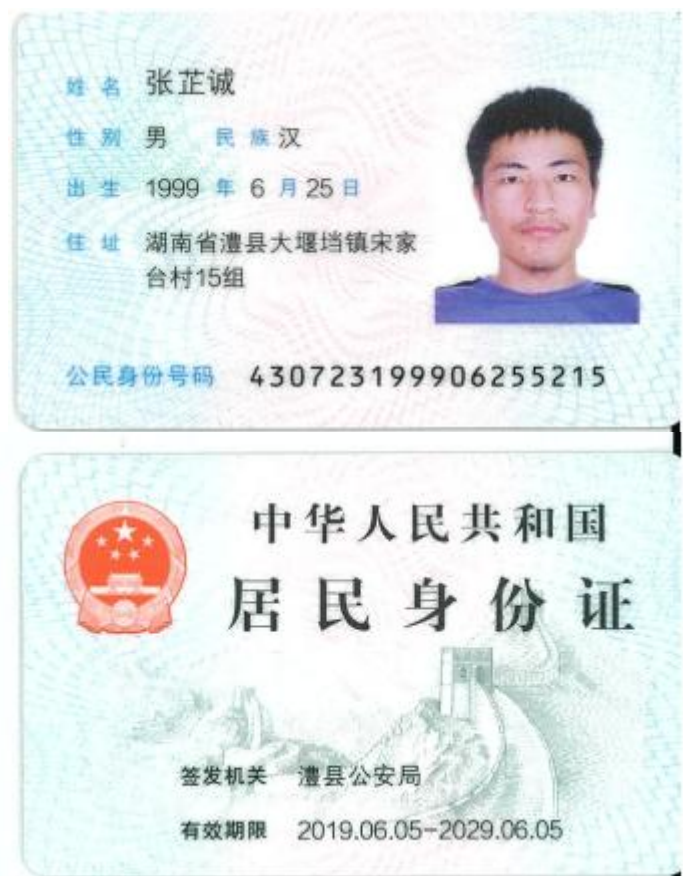 姓名 张芷诚
性别 男 民族 汉
出生 1999 年 6 月 25 日
住址 湖南省澧县大堰垱镇宋家
台村15组
公民身份号码 430723199906255215
中华人民共和国
居民身份证
签发机关 澧县公安局
有效期限 2019.06.05-2029.06.05